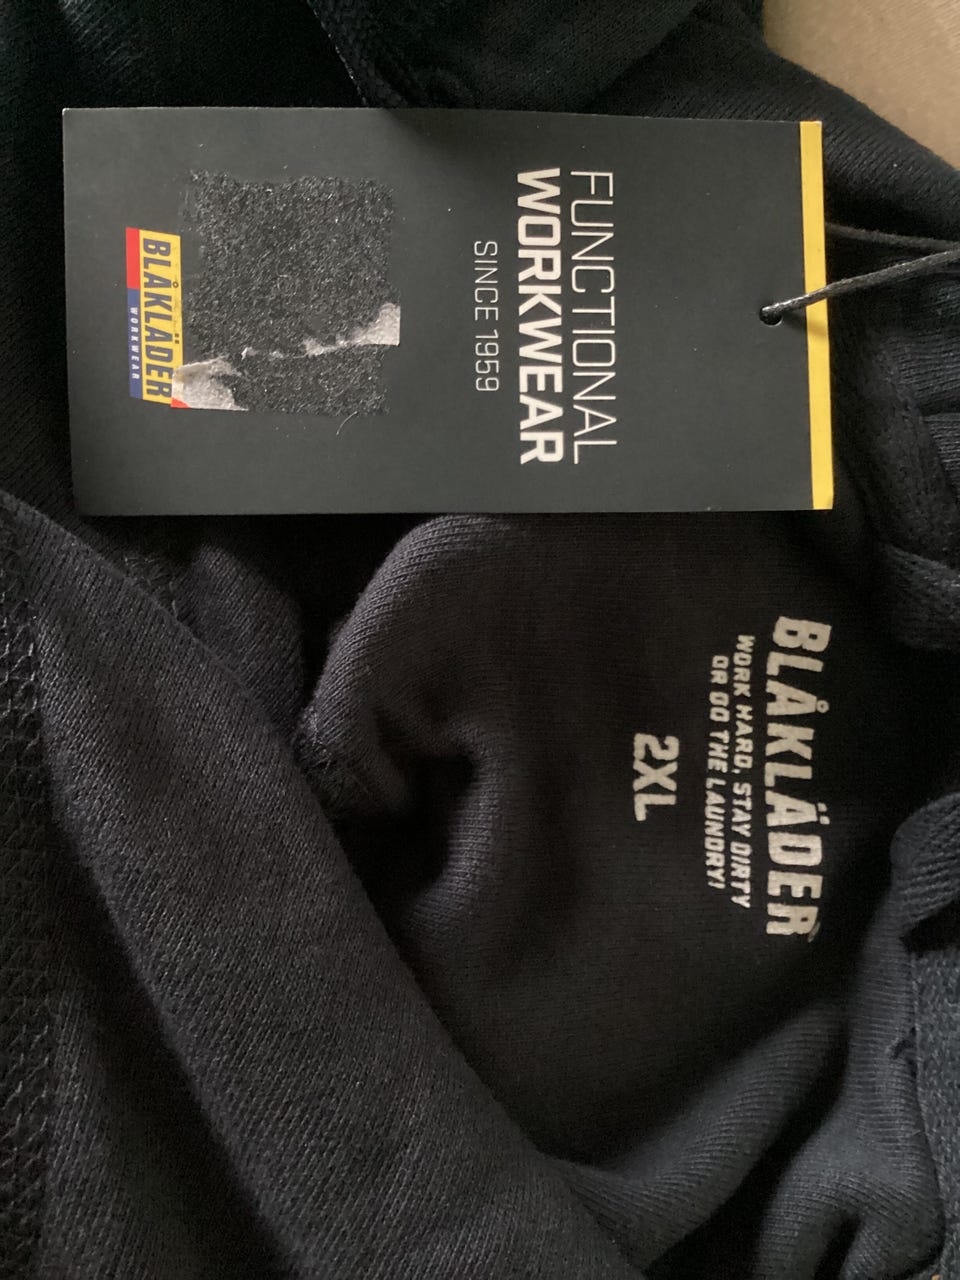 FUNCTIONAL
WORKWEAR
SINCE 1959
BLÅKLÄDER
WORKWEAR
BLÅKLÄDER
WORK HARD, STAY DIRTY
OR DO THE LAUNDRY!
2XL